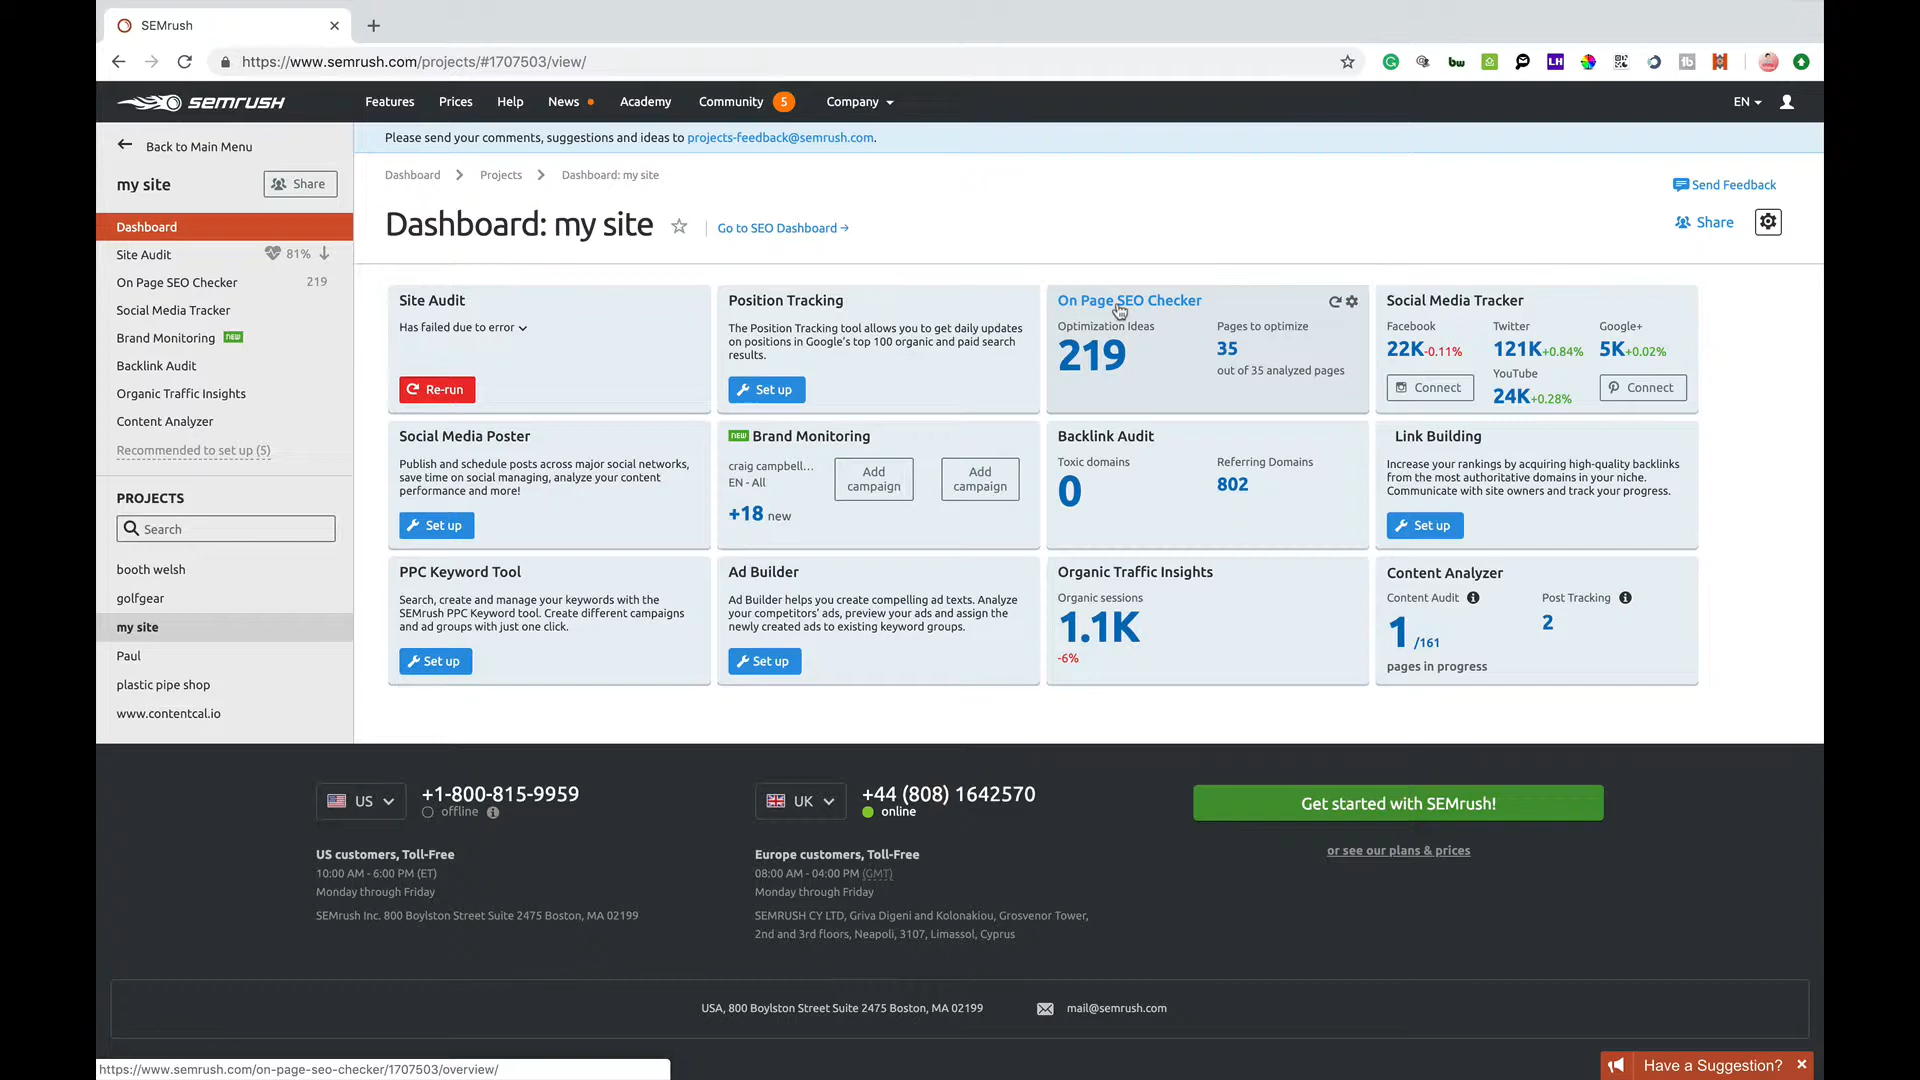 SEMrush
https://www.semrush.com/projects/#1707503/view/
SEMRUSH
Features
Prices
Help
News
Academy
Community 5
Company
EN
Please send your comments, suggestions and ideas to projects-feedback@semrush.com.
Back to Main Menu
my site
Share
Dashboard
Site Audit 81%
On Page SEO Checker 219
Social Media Tracker
Brand Monitoring NEW
Backlink Audit
Organic Traffic Insights
Content Analyzer
Recommended to set up (5)
PROJECTS
Search
booth welsh
golfgear
my site
Paul
plastic pipe shop
www.contentcal.io
Dashboard > Projects > Dashboard: my site
Send Feedback
Dashboard: my site
Go to SEO Dashboard →
Share
Site Audit
Has failed due to error
Re-run
Position Tracking
The Position Tracking tool allows you to get daily updates
on positions in Google's top 100 organic and paid search
results.
Set up
On Page SEO Checker
Optimization Ideas
219
Pages to optimize
35
out of 35 analyzed pages
Social Media Tracker
Facebook
22K-0.11%
Connect
Twitter
121K+0.84%
YouTube
24K+0.28%
Google+
5K+0.02%
Connect
Social Media Poster
Publish and schedule posts across major social networks,
save time on social managing, analyze your content
performance and more!
Set up
NEW Brand Monitoring
craig campbell...
EN - All
+18 new
Add
campaign
Add
campaign
Backlink Audit
Toxic domains
0
Referring Domains
802
Link Building
Increase your rankings by acquiring high-quality backlinks
from the most authoritative domains in your niche.
Communicate with site owners and track your progress.
Set up
PPC Keyword Tool
Search, create and manage your keywords with the
SEMrush PPC Keyword tool. Create different campaigns
and ad groups with just one click.
Set up
Ad Builder
Ad Builder helps you create compelling ad texts. Analyze
your competitors' ads, preview your ads and assign the
newly created ads to existing keyword groups.
Set up
Organic Traffic Insights
Organic sessions
1.1K
-6%
Content Analyzer
Content Audit
1 /161
pages in progress
Post Tracking
2
US
+1-800-815-9959
offline
US customers, Toll-Free
10:00 AM - 6:00 PM (ET)
Monday through Friday
SEMrush Inc. 800 Boylston Street Suite 2475 Boston, MA 02199
UK
+44 (808) 1642570
online
Europe customers, Toll-Free
08:00 AM - 04:00 PM (GMT)
Monday through Friday
SEMRUSH CY LTD, Griva Digeni and Kolonakiou, Grosvenor Tower,
2nd and 3rd floors, Neapoli, 3107, Limassol, Cyprus
Get started with SEMrush!
or see our plans & prices
USA, 800 Boylston Street Suite 2475 Boston, MA 02199
mail@semrush.com
https://www.semrush.com/on-page-seo-checker/1707503/overview/
Have a Suggestion?
bw
LH
tb